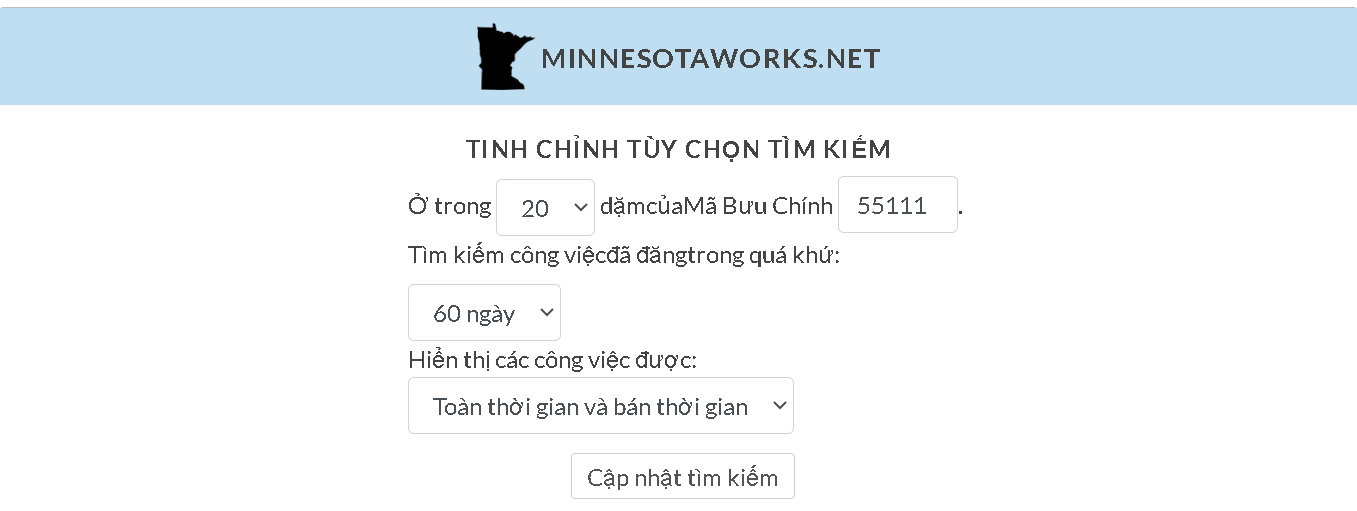 MINNESOTAWORKS.NET
TINH CHỈNH TÙY CHỌN TÌM KIẾM
Ở trong 20 dặmcủaMã Bưu Chính 55111 .
Tìm kiếm công việcđã đăngtrong quá khứ:
60 ngày
Hiển thị các công việc được:
Toàn thời gian và bán thời gian
Cập nhật tìm kiếm